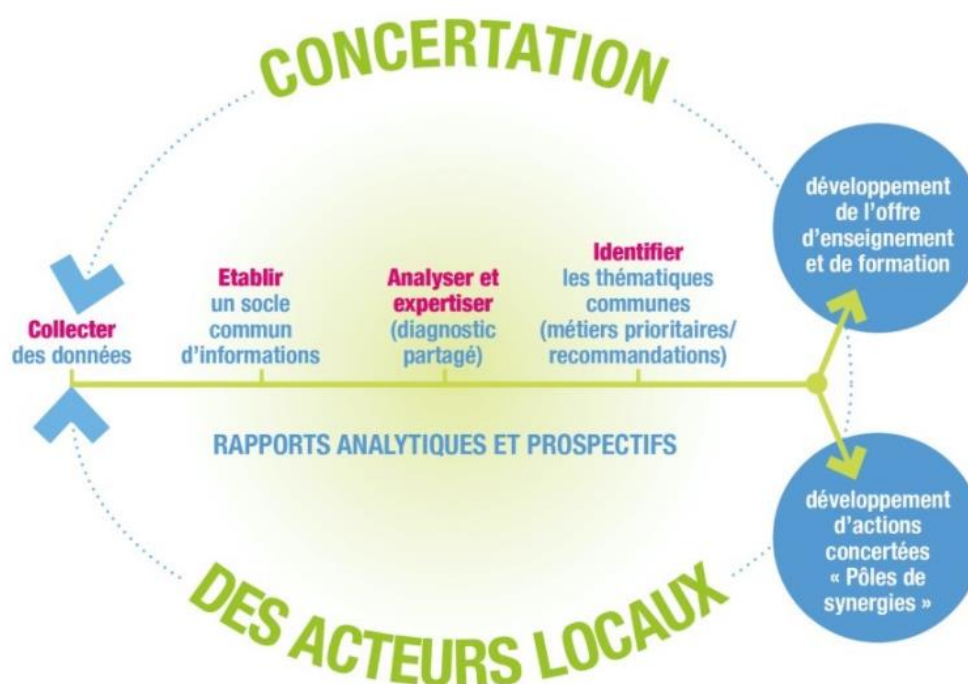 CONCERTATION
développement
de l'offre
d'enseignement
et de formation
Collecter
des données
Etablir
un socle
commun
d'informations
Analyser et
expertiser
(diagnostic
partagé)
Identifier
les thématiques
communes
(métiers prioritaires/
recommandations)
RAPPORTS ANALYTIQUES ET PROSPECTIFS
développement
d'actions
concertées
« Pôles de
synergies »
DES ACTEURS LOCAUX